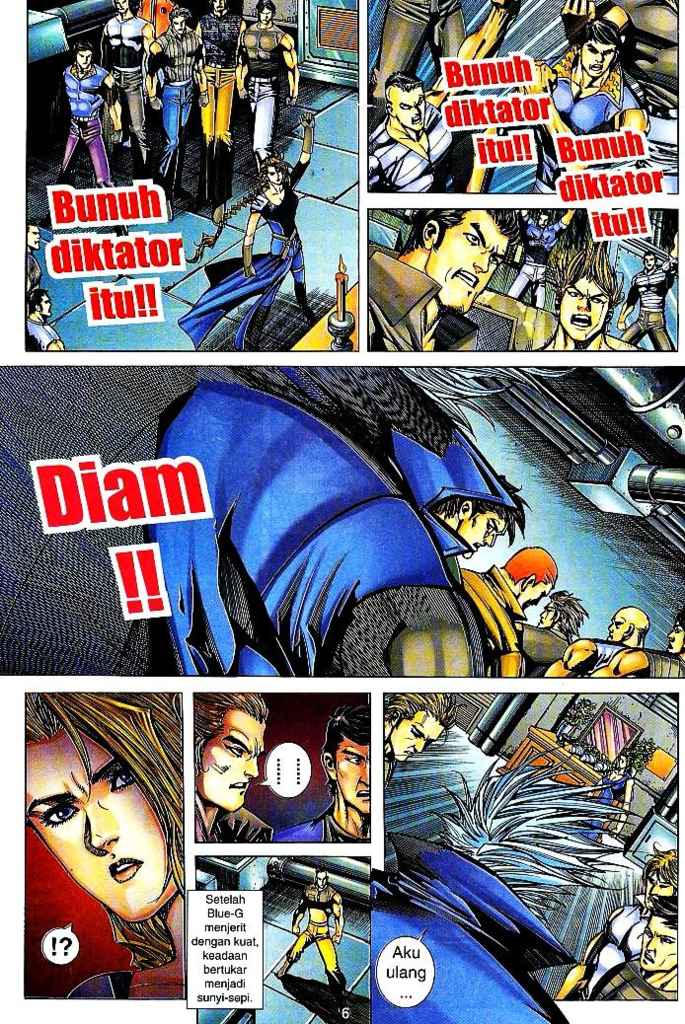 Bunuh
diktator
itu!!
Bunuh
diktator
itu!!
Bunuh
diktator
itu!!
Diam
!!
!?
......
Setelah
Blue-G
menjerit
dengan kuat,
keadaan
bertukar
menjadi
sunyi-sepi.
Aku
ulang
...
6